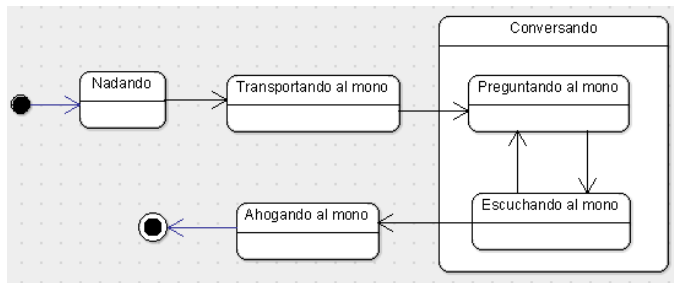 Conversando
Nadando
Transportando al mono
Preguntando al mono
Ahogando al mono
Escuchando al mono